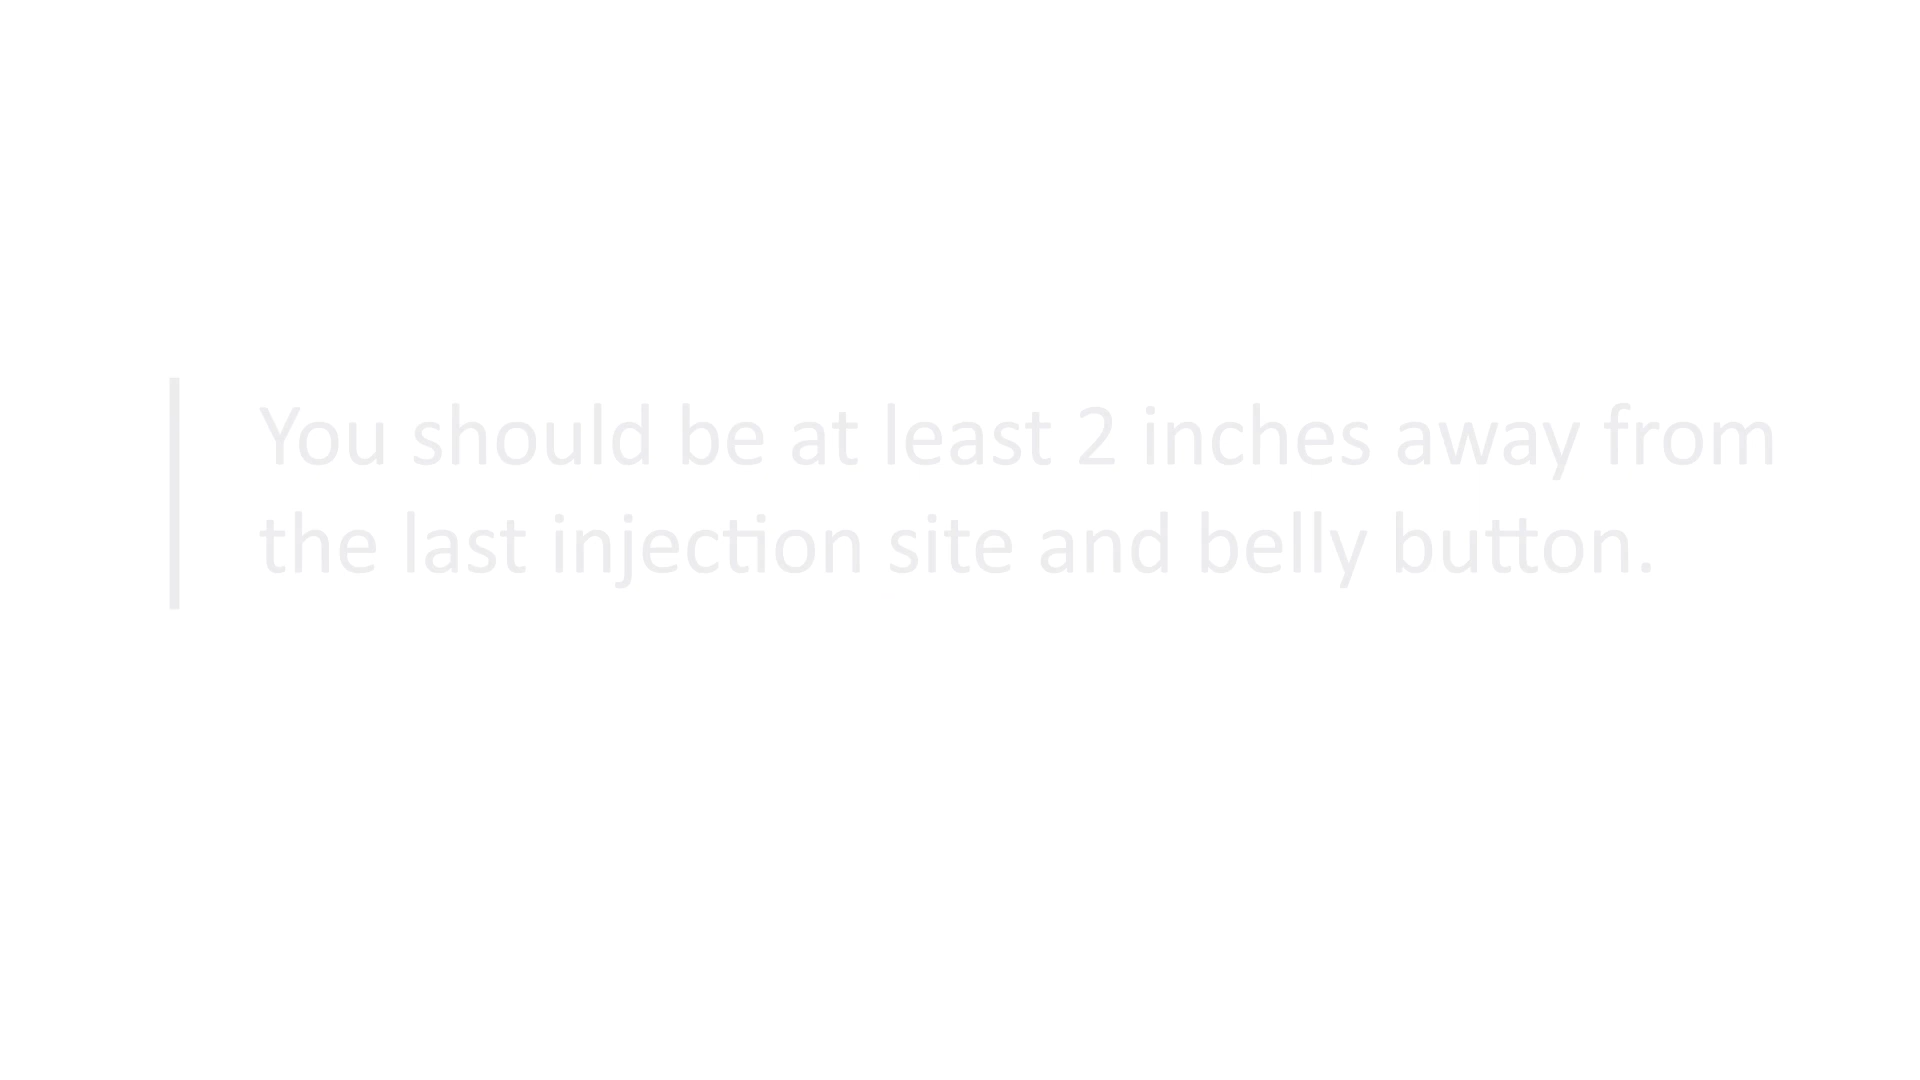 You should be at least 2 inches away from
the last injection site and belly button.